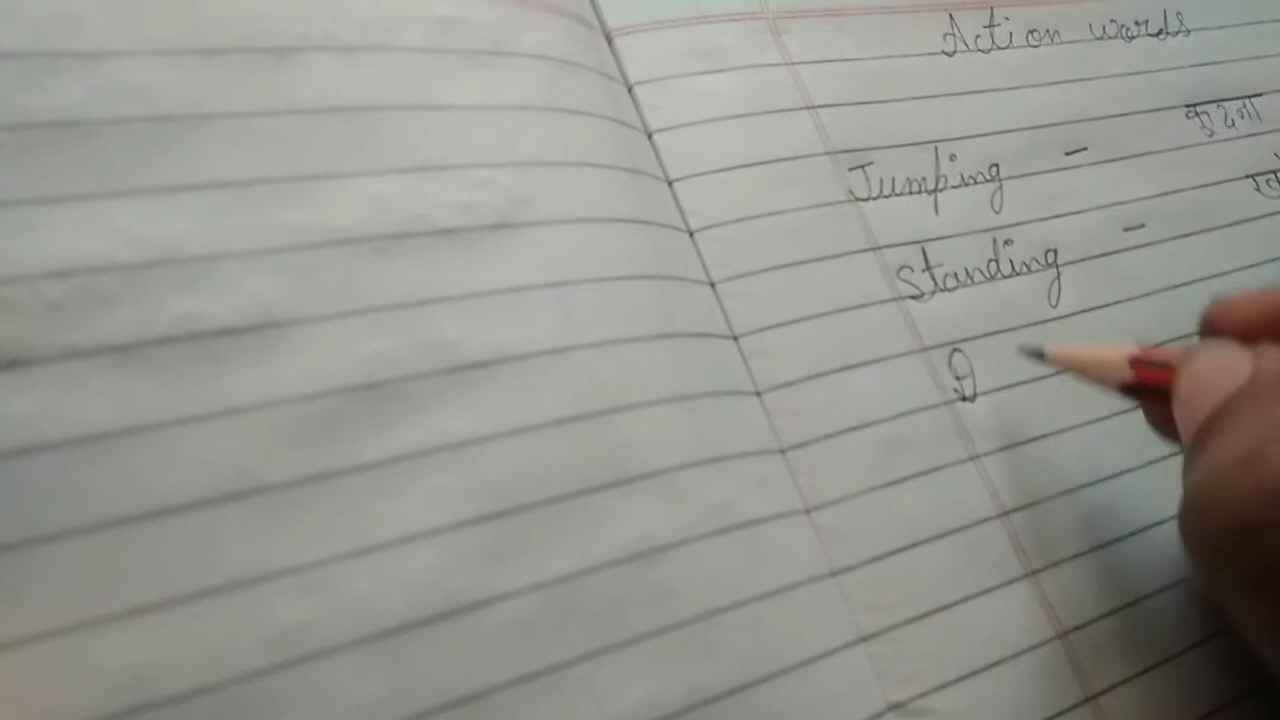 Action words
Jumping - कूदना
Standing -
D